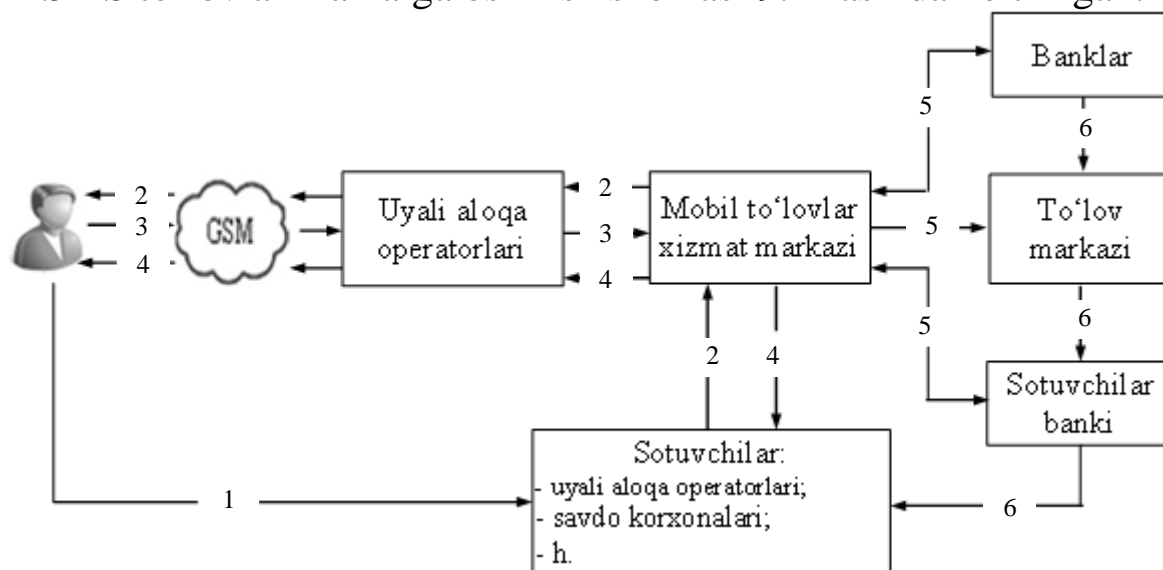 Banklar
5
6
2
3
4
GSM
Uyali aloqa
operatorlari
2
3
4
Mobil to‘lovlar
xizmat markazi
5
To‘lov
markazi
2
4
5
6
Sotuvchilar
banki
1
Sotuvchilar:
- uyali aloqa operatorlari;
- savdo korxonalari;
- h.
6